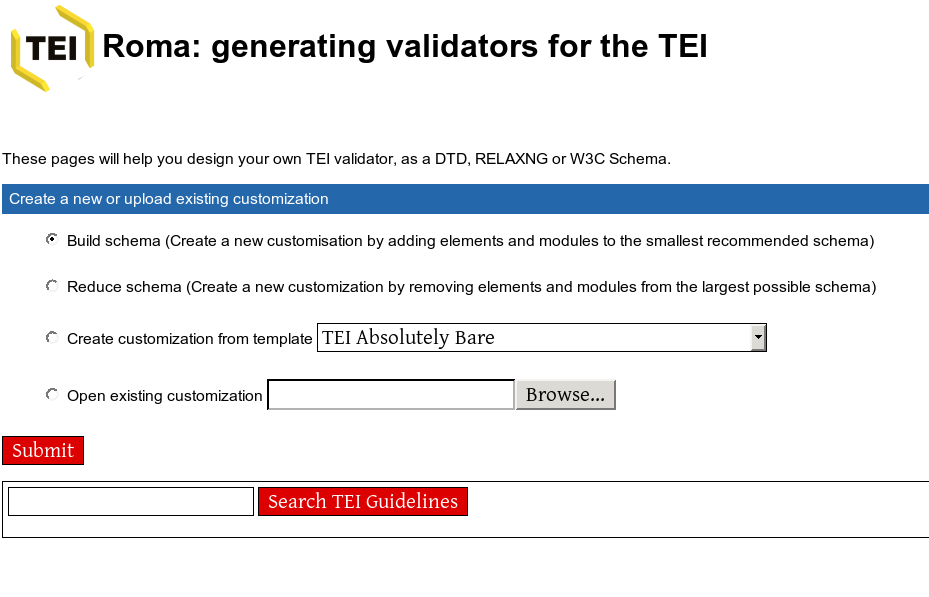 TEI
Roma: generating validators for the TEI
These pages will help you design your own TEI validator, as a DTD, RELAXNG or W3C Schema.
Create a new or upload existing customization
Build schema (Create a new customisation by adding elements and modules to the smallest recommended schema)
Reduce schema (Create a new customization by removing elements and modules from the largest possible schema)
Create customization from template TEI Absolutely Bare
Open existing customization Browse...
Submit
Search TEI Guidelines